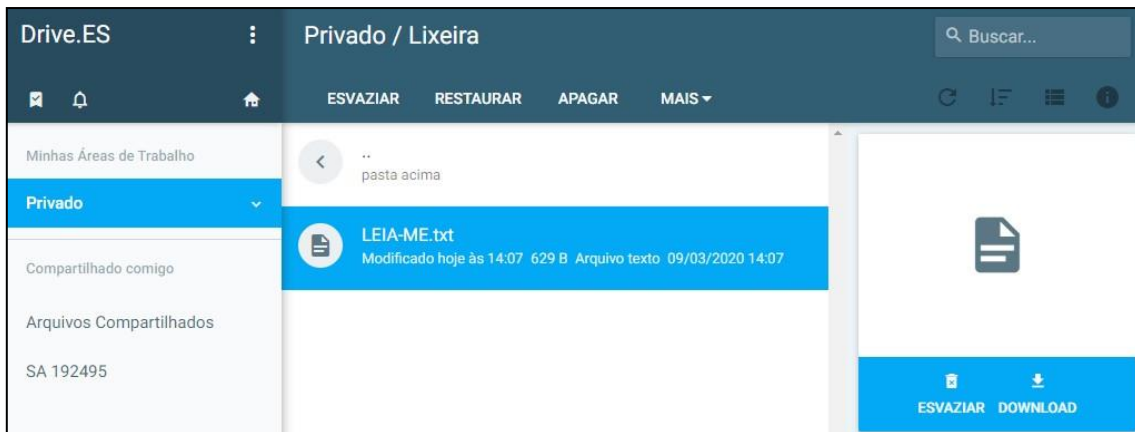 Drive.ES
Privado / Lixeira
Buscar...
ESVAZIAR RESTAURAR APAGAR MAIS
Minhas Áreas de Trabalho
Privado
Compartilhado comigo
Arquivos Compartilhados
SA 192495
..
pasta acima
LEIA-ME.txt
Modificado hoje às 14:07 629 B Arquivo texto 09/03/2020 14:07
ESVAZIAR DOWNLOAD